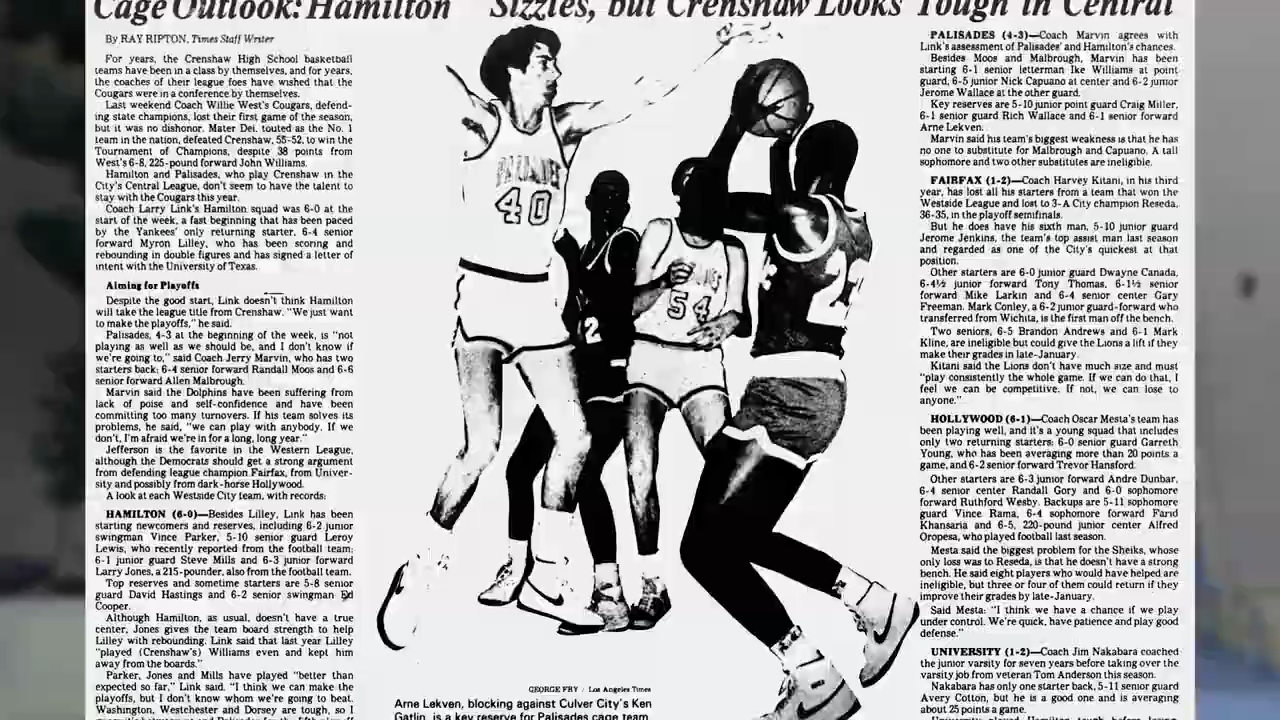 Cage Outlook: Hamilton Sizzles, but Crenshaw Looks Tough in Central
By RAY RIPTON, Times Staff Writer
For years, the Crenshaw High School basketball
teams have been in a class by themselves, and for years,
the coaches of their league foes have wished that the
Cougars were in a conference by themselves.
Last weekend Coach Willie West's Cougars, defend-
ing state champions, lost their first game of the season,
but it was no dishonor. Mater Dei, touted as the No. 1
team in the nation, defeated Crenshaw, 55-52, to win the
Tournament of Champions, despite 38 points from
West's 6-8, 225-pound forward John Williams.
Hamilton and Palisades, who play Crenshaw in the
City's Central League, don't seem to have the talent to
stay with the Cougars this year.
Coach Larry Link's Hamilton squad was 6-0 at the
start of the week, a fast beginning that has been paced
by the Yankees' only returning starter, 6-4 senior
forward Myron Lilley, who has been scoring and
rebounding in double figures and has signed a letter of
intent with the University of Texas.
Aiming for Playoffs
Despite the good start, Link doesn't think Hamilton
will take the league title from Crenshaw. "We just want
to make the playoffs," he said.
Palisades, 4-3 at the beginning of the week, is "not
playing as well as we should be, and I don't know if
we're going to," said Coach Jerry Marvin, who has two
starters back: 6-4 senior forward Randall Moos and 6-6
senior forward Allen Malbrough.
Marvin said the Dolphins have been suffering from
lack of poise and self-confidence and have been
committing too many turnovers. If his team solves its
problems, he said, "we can play with anybody. If we
don't, I'm afraid we're in for a long, long year."
Jefferson is the favorite in the Western League,
although the Democrats should get a strong argument
from defending league champion Fairfax, from Univer-
sity and possibly from dark-horse Hollywood.
A look at each Westside City team, with records:
HAMILTON (6-0)—Besides Lilley, Link has been
starting newcomers and reserves, including 6-2 junior
swingman Vince Parker, 5-10 senior guard Leroy
Lewis, who recently reported from the football team;
6-1 junior guard Steve Mills and 6-3 junior forward
Larry Jones, a 215-pounder, also from the football team.
Top reserves and sometime starters are 5-8 senior
guard David Hastings and 6-2 senior swingman Ed
Cooper.
Although Hamilton, as usual, doesn't have a true
center, Jones gives the team board strength to help
Lilley with rebounding. Link said that last year Lilley
"played (Crenshaw's) Williams even and kept him
away from the boards."
Parker, Jones and Mills have played "better than
expected so far," Link said. "I think we can make the
playoffs, but I don't know whom we're going to beat.
Washington, Westchester and Dorsey are tough, so I
PALISADES
40
54
GEORGE FRY / Los Angeles Times
Arne Lekven, blocking against Culver City's Ken
Gatlin, is a key reserve for Palisades cage team
PALISADES (4-3)—Coach Marvin agrees with
Link's assessment of Palisades' and Hamilton's chances.
Besides Moos and Malbrough, Marvin has been
starting 6-1 senior letterman Ike Williams at point
guard, 6-5 junior Nick Capuano at center and 6-2 junior
Jerome Wallace at the other guard.
Key reserves are 5-10 junior point guard Craig Miller,
6-1 senior guard Rich Wallace and 6-1 senior forward
Arne Lekven.
Marvin said his team's biggest weakness is that he has
no one to substitute for Malbrough and Capuano. A tall
sophomore and two other substitutes are ineligible.
FAIRFAX (1-2)—Coach Harvey Kitani, in his third
year, has lost all his starters from a team that won the
Westside League and lost to 3-A City champion Reseda,
36-35, in the playoff semifinals.
But he does have his sixth man, 5-10 junior guard
Jerome Jenkins, the team's top assist man last season
and regarded as one of the City's quickest at that
position.
Other starters are 6-0 junior guard Dwayne Canada,
6-4½ junior forward Tony Thomas, 6-1½ senior
forward Mike Larkin and 6-4 senior center Gary
Freeman. Mark Conley, a 6-2 junior guard-forward who
transferred from Wichita, is the first man off the bench.
Two seniors, 6-5 Brandon Andrews and 6-1 Mark
Kline, are ineligible but could give the Lions a lift if they
make their grades in late-January.
Kitani said the Lions don't have much size and must
"play consistently the whole game. If we can do that, I
feel we can be competitive. If not, we can lose to
anyone."
HOLLYWOOD (6-1)—Coach Oscar Mesta's team has
been playing well, and it's a young squad that includes
only two returning starters: 6-0 senior guard Garreth
Young, who has been averaging more than 20 points a
game, and 6-2 senior forward Trevor Hansford.
Other starters are 6-3 junior forward Andre Dunbar,
6-4 senior center Randall Gory and 6-0 sophomore
forward Ruthford Wesby. Backups are 5-11 sophomore
guard Vince Rama, 6-4 sophomore forward Farid
Khansaria and 6-5, 220-pound junior center Alfred
Oropesa, who played football last season.
Mesta said the biggest problem for the Sheiks, whose
only loss was to Reseda, is that he doesn't have a strong
bench. He said eight players who would have helped are
ineligible, but three or four of them could return if they
improve their grades by late-January.
Said Mesta: "I think we have a chance if we play
under control. We're quick, have patience and play good
defense."
UNIVERSITY (1-2)—Coach Jim Nakabara coached
the junior varsity for seven years before taking over the
varsity job from veteran Tom Anderson this season.
Nakabara has only one starter back, 5-11 senior guard
Avery Cotton, but he is a good one and is averaging
about 25 points a game.